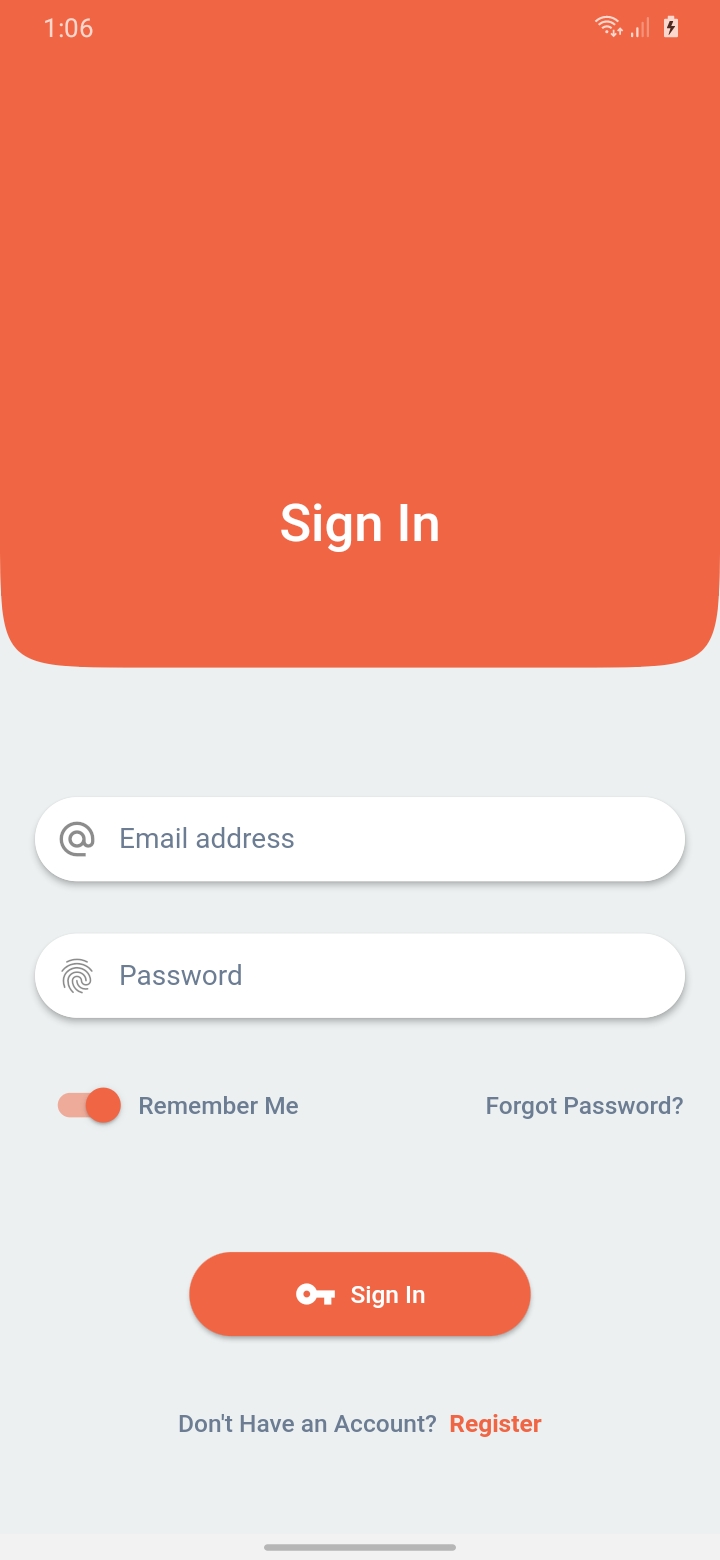 1:06
Sign In
Email address
Password
Remember Me
Forgot Password?
Sign In
Don't Have an Account? Register